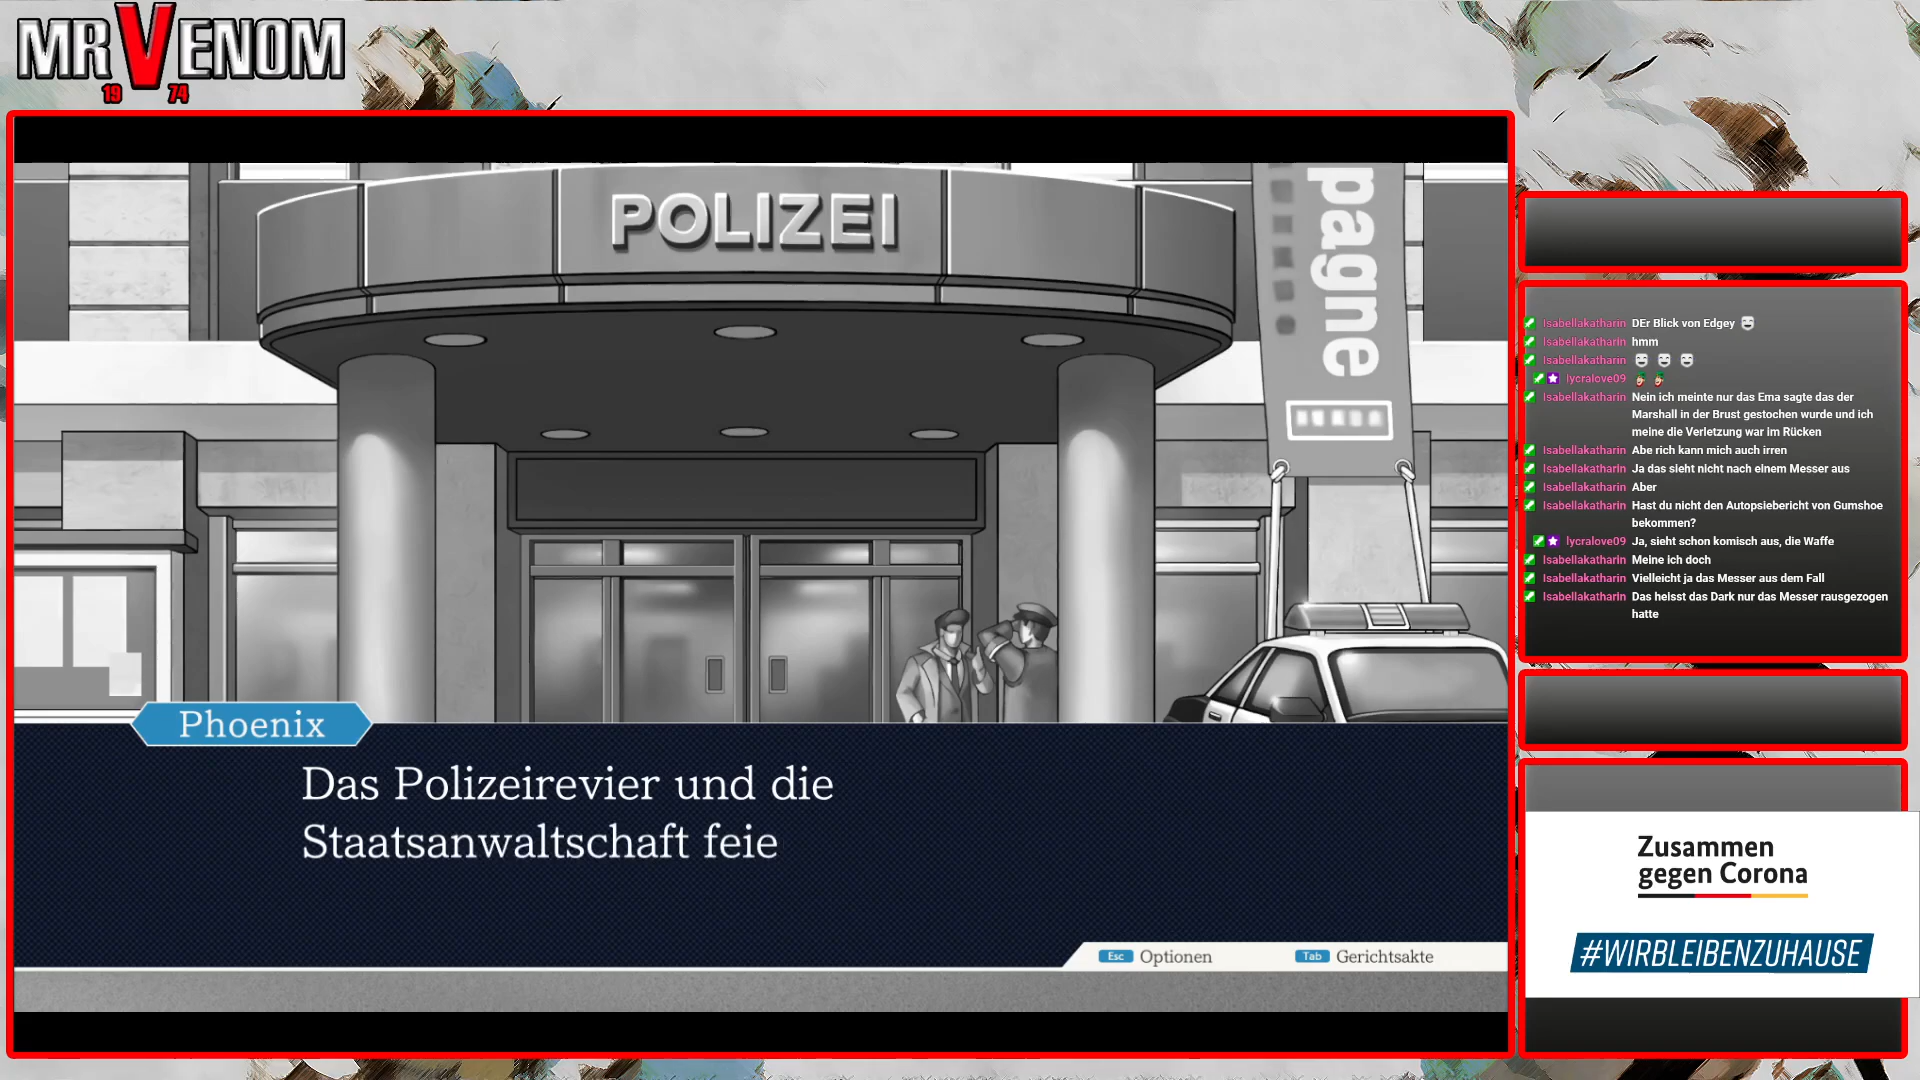 MRVENOM
19 74
POLIZEI
pagne
Phoenix
Das Polizeirevier und die
Staatsanwaltschaft feie
Esc Optionen
Tab Gerichtsakte
Isabellakatharin DEr Blick von Edgey
Isabellakatharin hmm
Isabellakatharin
lycralove09
Isabellakatharin Nein ich meinte nur das Ema sagte das der
Marshall in der Brust gestochen wurde und ich
meine die Verletzung war im Rücken
Isabellakatharin Abe rich kann mich auch irren
Isabellakatharin Ja das sieht nicht nach einem Messer aus
Isabellakatharin Aber
Isabellakatharin Hast du nicht den Autopsiebericht von Gumshoe
bekommen?
lycralove09 Ja, sieht schon komisch aus, die Waffe
Isabellakatharin Meine ich doch
Isabellakatharin Vielleicht ja das Messer aus dem Fall
Isabellakatharin Das heisst das Dark nur das Messer rausgezogen
hatte
Zusammen
gegen Corona
#WIRBLEIBENZUHAUSE